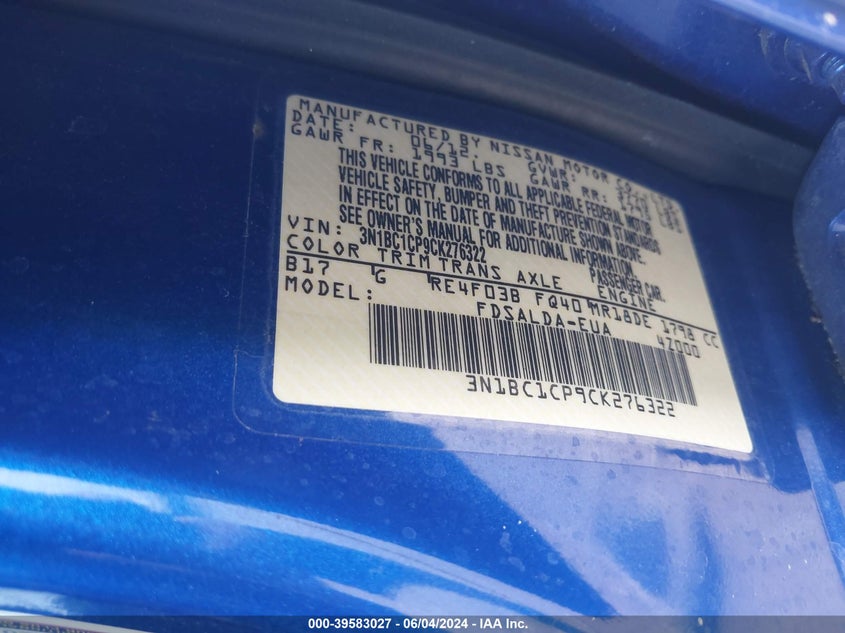 MANUFACTURED BY NISSAN MOTOR CO., LTD.
DATE: 06/12 GVWR:
GAWR FR: 1993 LBS GAWR RR: LBS
THIS VEHICLE CONFORMS TO ALL APPLICABLE FEDERAL MOTOR
VEHICLE SAFETY, BUMPER AND THEFT PREVENTION STANDARDS
IN EFFECT ON THE DATE OF MANUFACTURE SHOWN ABOVE.
SEE OWNER'S MANUAL FOR ADDITIONAL INFORMATION.
VIN: 3N1BC1CP9CK276322 PASSENGER CAR
COLOR TRIM TRANS AXLE ENGINE
B17 G RE4F03B FQ40 MR18DE 1798 CC
MODEL: FDSALDA-EUA 4Z000
3N1BC1CP9CK276322
000-39583027 - 06/04/2024 - IAA Inc.